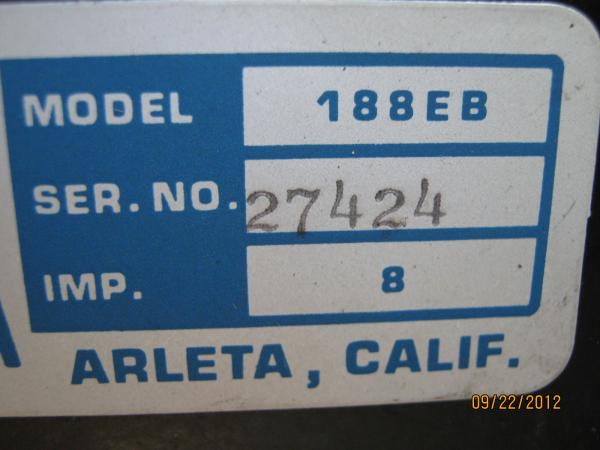 MODEL 188EB
SER. NO. 27424
IMP. 8
ARLETA, CALIF.
09/22/2012